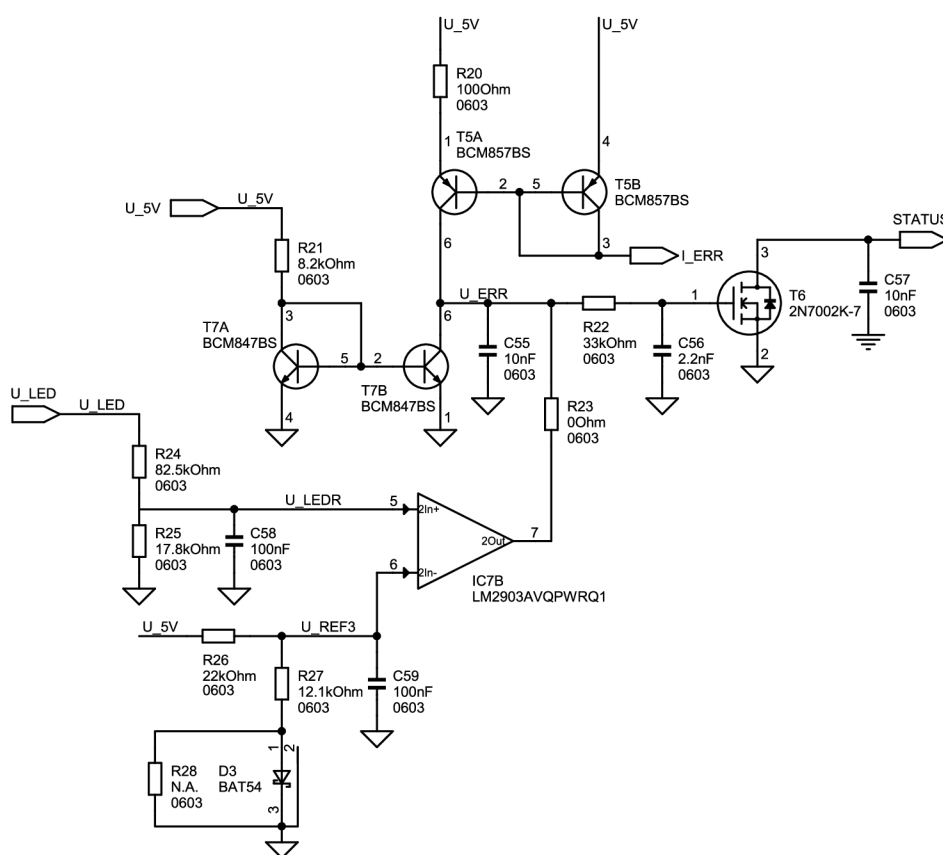 U_5V
U_5V
R20
100Ohm
0603
1
T5A
BCM857BS
4
2
5
T5B
BCM857BS
U_5V
U_5V
STATUS
R21
8.2kOhm
0603
6
3
I_ERR
3
U_ERR
6
1
T6
2N7002K-7
C57
10nF
0603
3
T7A
BCM847BS
5
2
R22
33kOhm
0603
C55
10nF
0603
C56
2.2nF
0603
2
T7B
BCM847BS
4
1
U_LED
U_LED
R23
0Ohm
0603
R24
82.5kOhm
0603
U_LEDR
5
2In+
R25
17.8kOhm
0603
C58
100nF
0603
7
2Out
6
2In-
IC7B
LM2903AVQPWRQ1
U_5V
U_REF3
R26
22kOhm
0603
R27
12.1kOhm
0603
C59
100nF
0603
1
2
R28
N.A.
0603
D3
BAT54
3